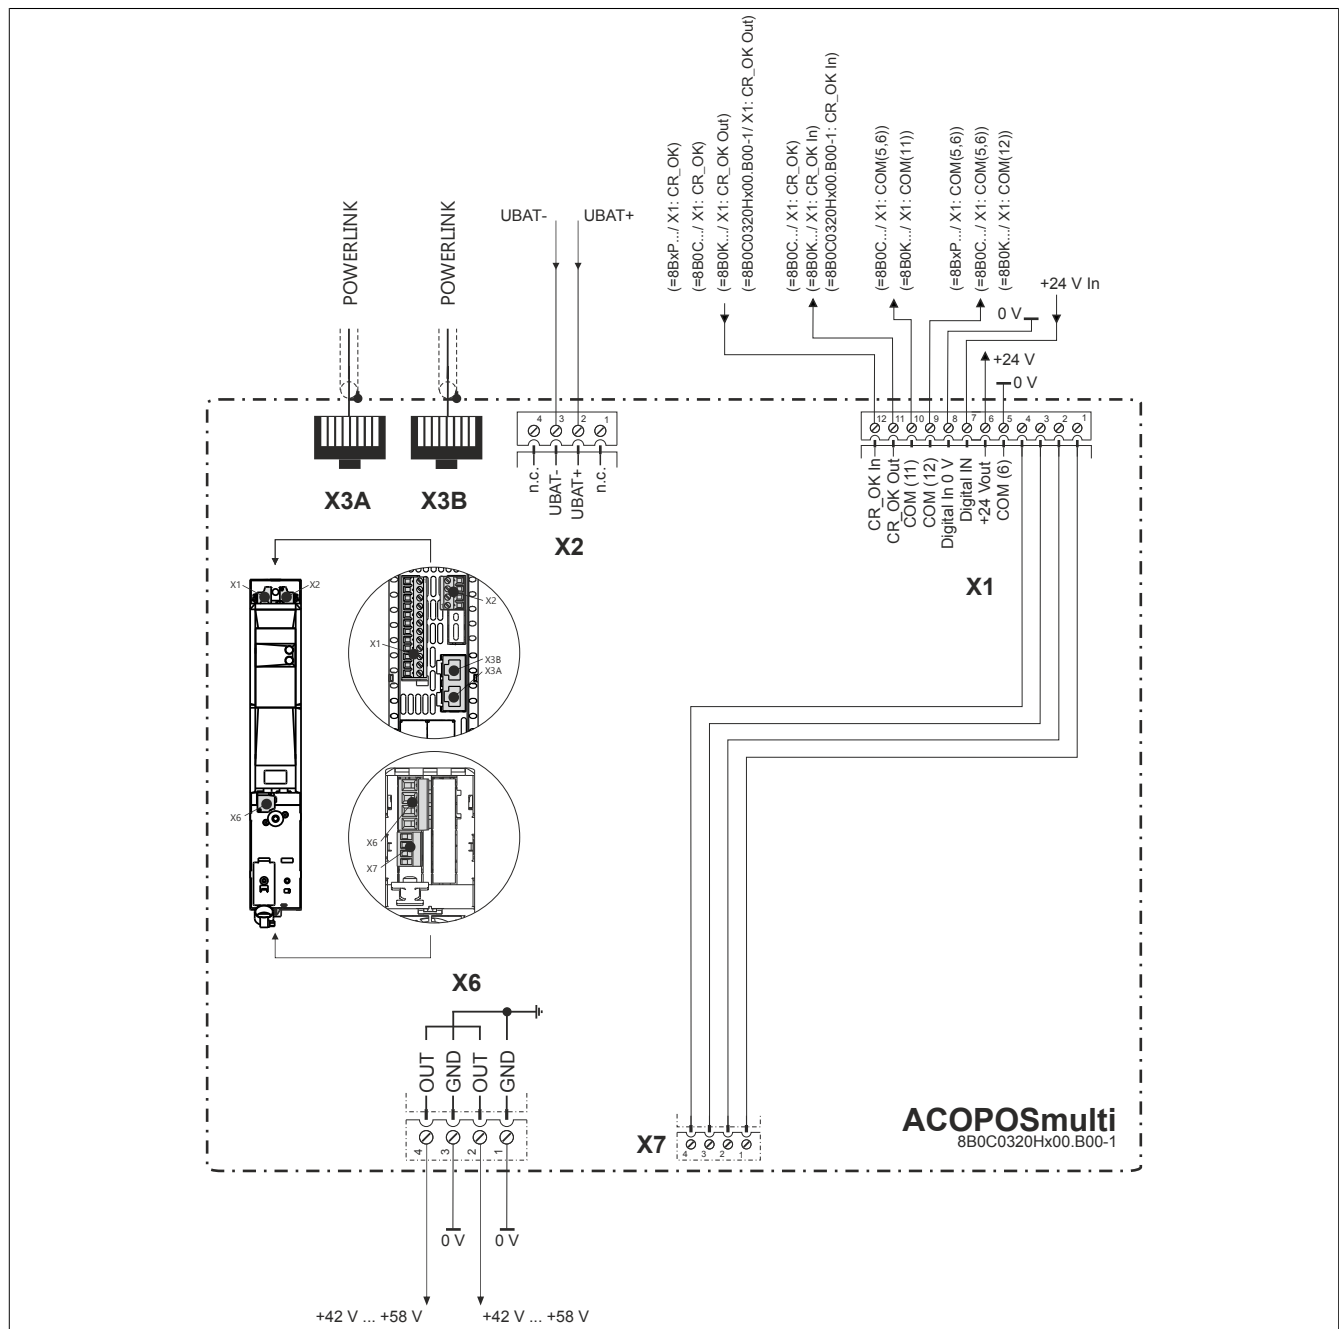 (=8BxP.../ X1: CR_OK)
(=8B0C.../ X1: CR_OK)
(=8B0K.../ X1: CR_OK Out)
(=8B0C0320Hx00.B00-1/ X1: CR_OK Out)
(=8B0C.../ X1: CR_OK)
(=8B0K.../ X1: CR_OK In)
(=8B0C0320Hx00.B00-1: CR_OK In)
(=8B0C.../ X1: COM(5,6))
(=8B0K.../ X1: COM(11))
(=8BxP.../ X1: COM(5,6))
(=8B0C.../ X1: COM(5,6))
(=8B0K.../ X1: COM(12))
POWERLINK
POWERLINK
UBAT-
UBAT+
+24 V In
0 V
+24 V
0 V
4
3
2
1
12
11
10
9
8
7
6
5
4
3
2
1
n.c.
UBAT-
UBAT+
n.c.
CR_OK In
CR_OK Out
COM (11)
COM (12)
Digital In 0 V
Digital IN
+24 Vout
COM (6)
X3A
X3B
X2
X1
X1
X2
X2
X1
X3B
X3A
X6
X6
X7
X6
OUT
GND
OUT
GND
4
3
2
1
X7
4
3
2
1
ACOPOSmulti
8B0C0320Hx00.B00-1
0 V
0 V
+42 V ... +58 V
+42 V ... +58 V